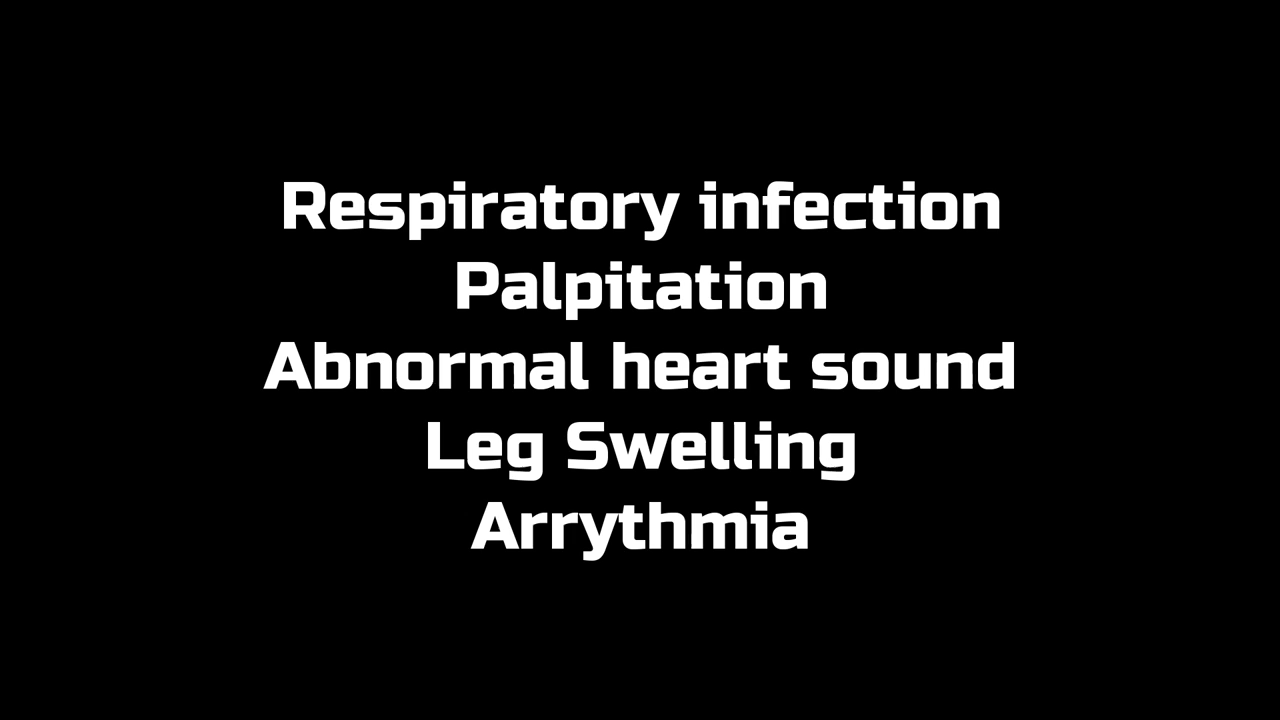 Respiratory infection
Palpitation
Abnormal heart sound
Leg Swelling
Arrythmia